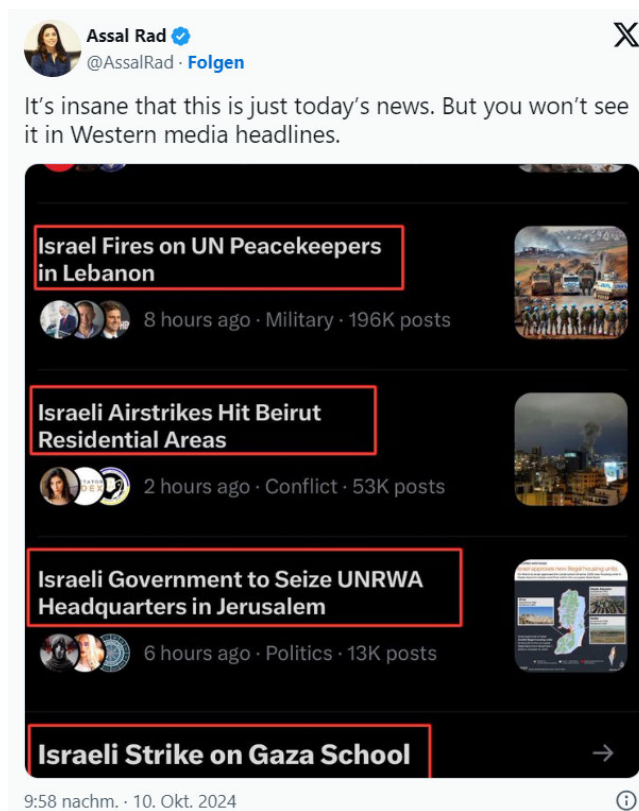 Assal Rad
@AssalRad · Folgen
It's insane that this is just today's news. But you won't see
it in Western media headlines.
Israel Fires on UN Peacekeepers
in Lebanon
8 hours ago · Military · 196K posts
Israeli Airstrikes Hit Beirut
Residential Areas
2 hours ago · Conflict · 53K posts
Israeli Government to Seize UNRWA
Headquarters in Jerusalem
6 hours ago · Politics · 13K posts
Israeli Strike on Gaza School
9:58 nachm. · 10. Okt. 2024